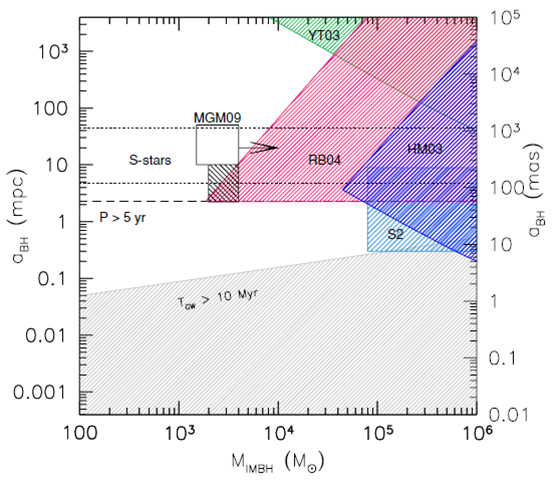 YT03
MGM09
S-stars
RB04
HM03
P > 5 yr
S2
T_GW > 10 Myr
a_BH (mpc)
10³
100
10
1
0.1
0.01
0.001
a_BH (mas)
10⁵
10⁴
10³
100
10
1
0.1
0.01
100
10³
10⁴
10⁵
10⁶
M_IMBH (M_⊙)